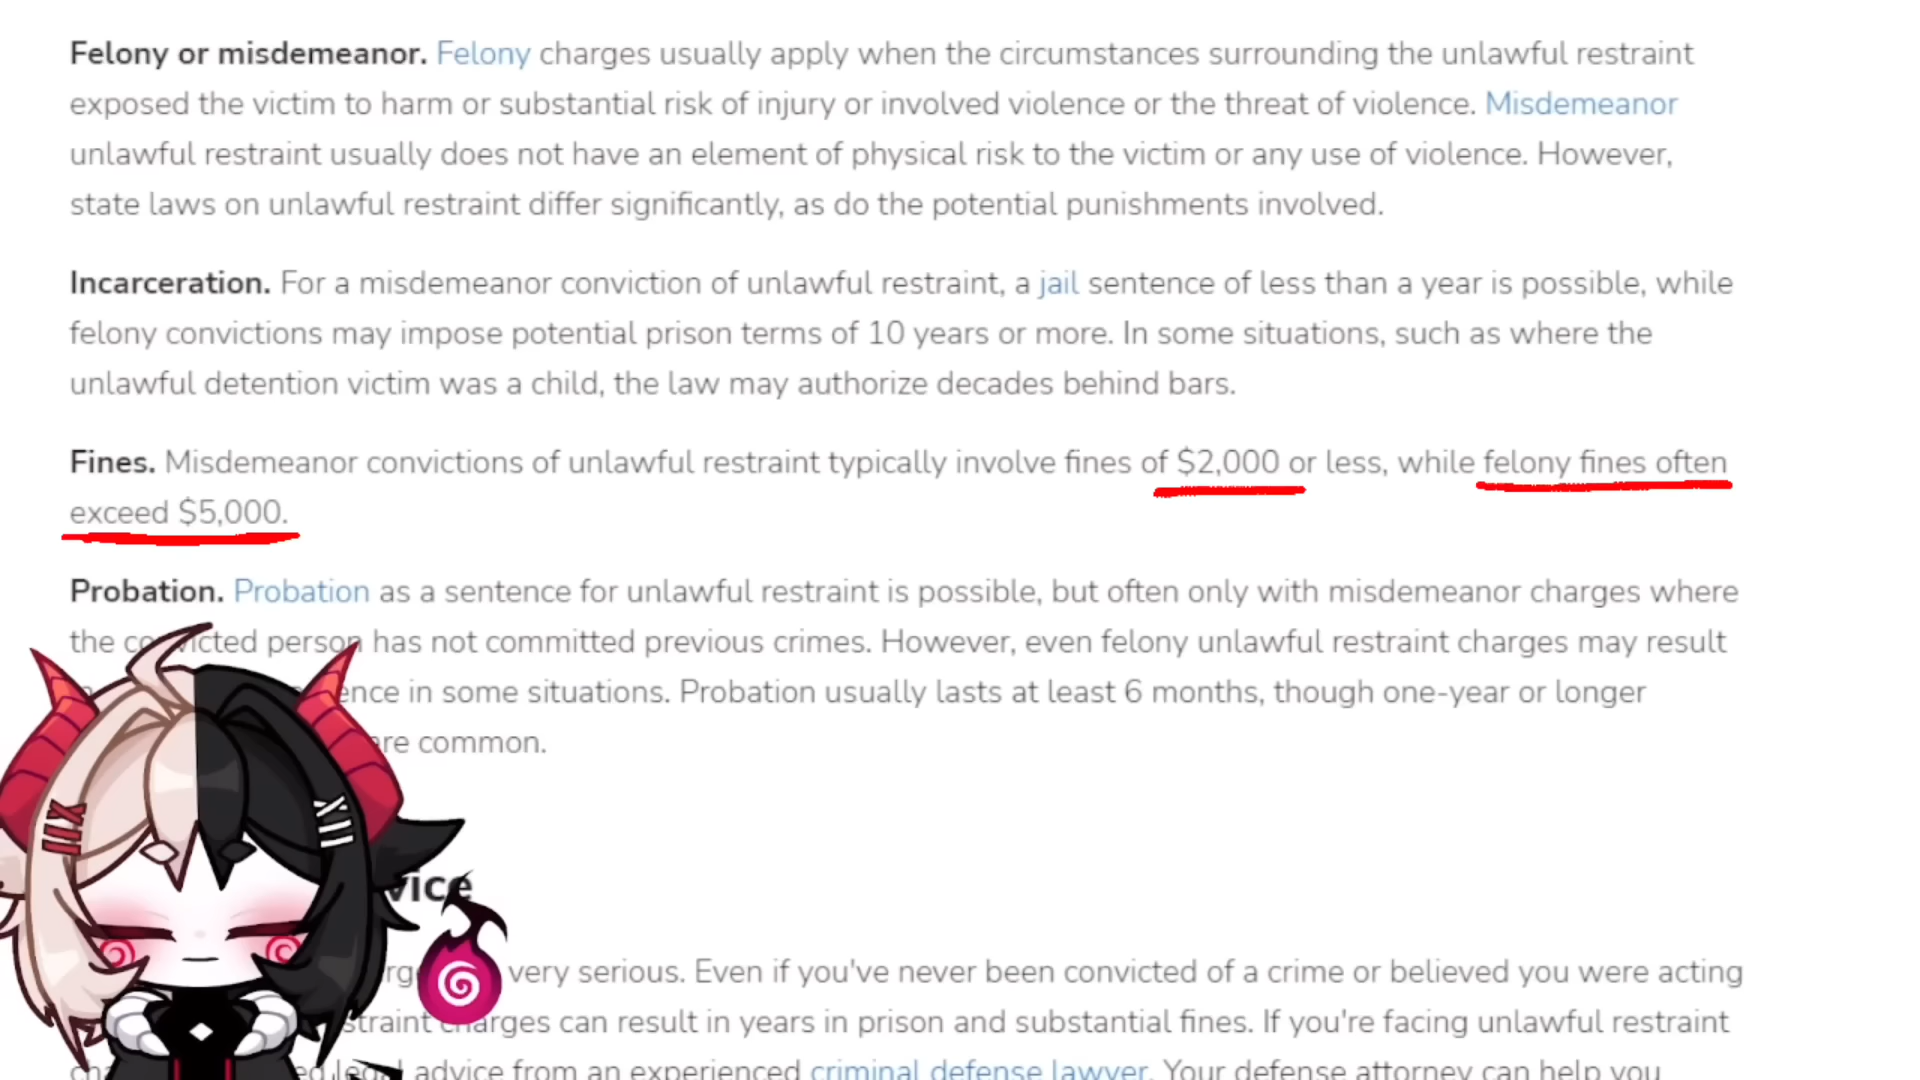 Felony or misdemeanor. Felony charges usually apply when the circumstances surrounding the unlawful restraint
exposed the victim to harm or substantial risk of injury or involved violence or the threat of violence. Misdemeanor
unlawful restraint usually does not have an element of physical risk to the victim or any use of violence. However,
state laws on unlawful restraint differ significantly, as do the potential punishments involved.
Incarceration. For a misdemeanor conviction of unlawful restraint, a jail sentence of less than a year is possible, while
felony convictions may impose potential prison terms of 10 years or more. In some situations, such as where the
unlawful detention victim was a child, the law may authorize decades behind bars.
Fines. Misdemeanor convictions of unlawful restraint typically involve fines of $2,000 or less, while felony fines often
exceed $5,000.
Probation. Probation as a sentence for unlawful restraint is possible, but often only with misdemeanor charges where
the person has not committed previous crimes. However, even felony unlawful restraint charges may result
in some situations. Probation usually lasts at least 6 months, though one-year or longer
are common.
very serious. Even if you've never been convicted of a crime or believed you were acting
charges can result in years in prison and substantial fines. If you're facing unlawful restraint
advice from an experienced criminal defense lawyer. Your defense attorney can help you